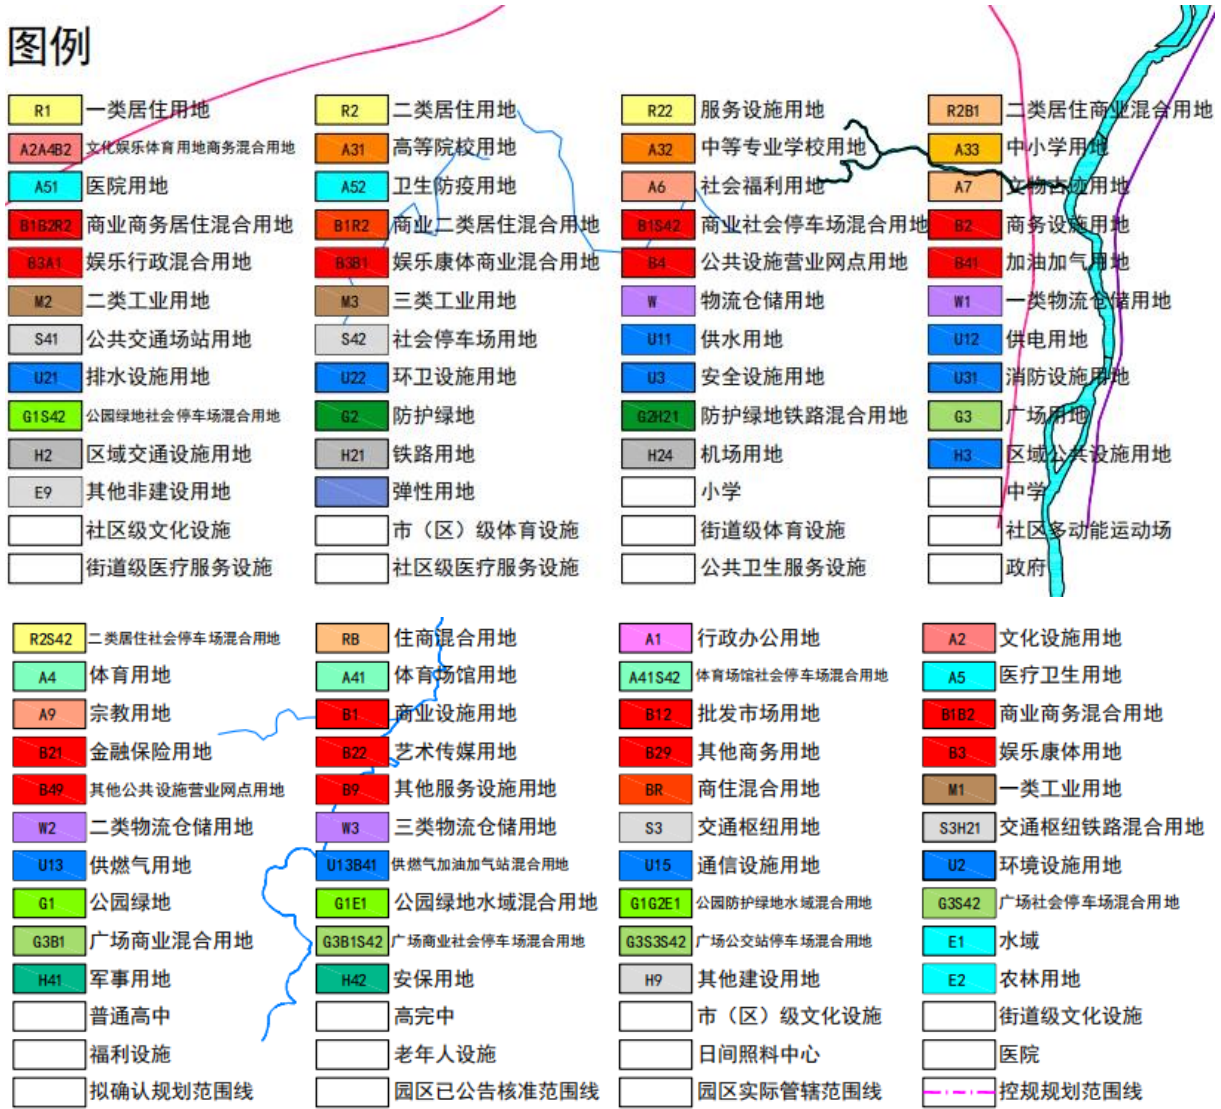 图例
R1 一类居住用地 R2 二类居住用地 R22 服务设施用地 R2B1 二类居住商业混合用地
A2A4B2 文化娱乐体育用地商务混合用地 A31 高等院校用地 A32 中等专业学校用地 A33 中小学用地
A51 医院用地 A52 卫生防疫用地 A6 社会福利用地 A7 文物古迹用地
B1B2R2 商业商务居住混合用地 B1R2 商业二类居住混合用地 B1S42 商业社会停车场混合用地 B2 商务设施用地
B3A1 娱乐行政混合用地 B3B1 娱乐康体商业混合用地 B4 公共设施营业网点用地 B41 加油加气用地
M2 二类工业用地 M3 三类工业用地 W 物流仓储用地 W1 一类物流仓储用地
S41 公共交通场站用地 S42 社会停车场用地 U11 供水用地 U12 供电用地
U21 排水设施用地 U22 环卫设施用地 U3 安全设施用地 U31 消防设施用地
G1S42 公园绿地社会停车场混合用地 G2 防护绿地 G2H21 防护绿地铁路混合用地 G3 广场用地
H2 区域交通设施用地 H21 铁路用地 H24 机场用地 H3 区域公共设施用地
E9 其他非建设用地 弹性用地 小学 中学
社区级文化设施 市（区）级体育设施 街道级体育设施 社区多动能运动场
街道级医疗服务设施 社区级医疗服务设施 公共卫生服务设施 政府
R2S42 二类居住社会停车场混合用地 RB 住商混合用地 A1 行政办公用地 A2 文化设施用地
A4 体育用地 A41 体育场馆用地 A41S42 体育场馆社会停车场混合用地 A5 医疗卫生用地
A9 宗教用地 B1 商业设施用地 B12 批发市场用地 B1B2 商业商务混合用地
B21 金融保险用地 B22 艺术传媒用地 B29 其他商务用地 B3 娱乐康体用地
B49 其他公共设施营业网点用地 B9 其他服务设施用地 BR 商住混合用地 M1 一类工业用地
W2 二类物流仓储用地 W3 三类物流仓储用地 S3 交通枢纽用地 S3H21 交通枢纽铁路混合用地
U13 供燃气用地 U13B41 供燃气加油加气站混合用地 U15 通信设施用地 U2 环境设施用地
G1 公园绿地 G1E1 公园绿地水域混合用地 G1G2E1 公园防护绿地水域混合用地 G3S42 广场社会停车场混合用地
G3B1 广场商业混合用地 G3B1S42 广场商业社会停车场混合用地 G3S3S42 广场公交站停车场混合用地 E1 水域
H41 军事用地 H42 安保用地 H9 其他建设用地 E2 农林用地
普通高中 高完中 市（区）级文化设施 街道级文化设施
福利设施 老年人设施 日间照料中心 医院
拟确认规划范围线 园区已公告核准范围线 园区实际管辖范围线 控规规划范围线